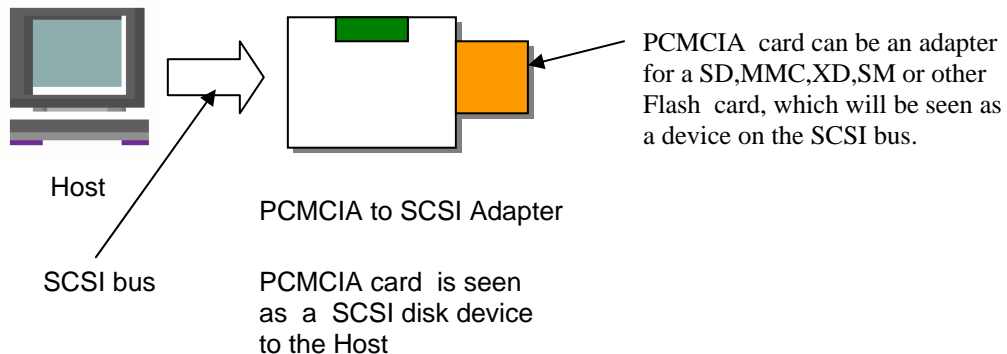 PCMCIA card can be an adapter
for a SD,MMC,XD,SM or other
Flash card, which will be seen as
a device on the SCSI bus.
Host
PCMCIA to SCSI Adapter
SCSI bus
PCMCIA card is seen
as a SCSI disk device
to the Host